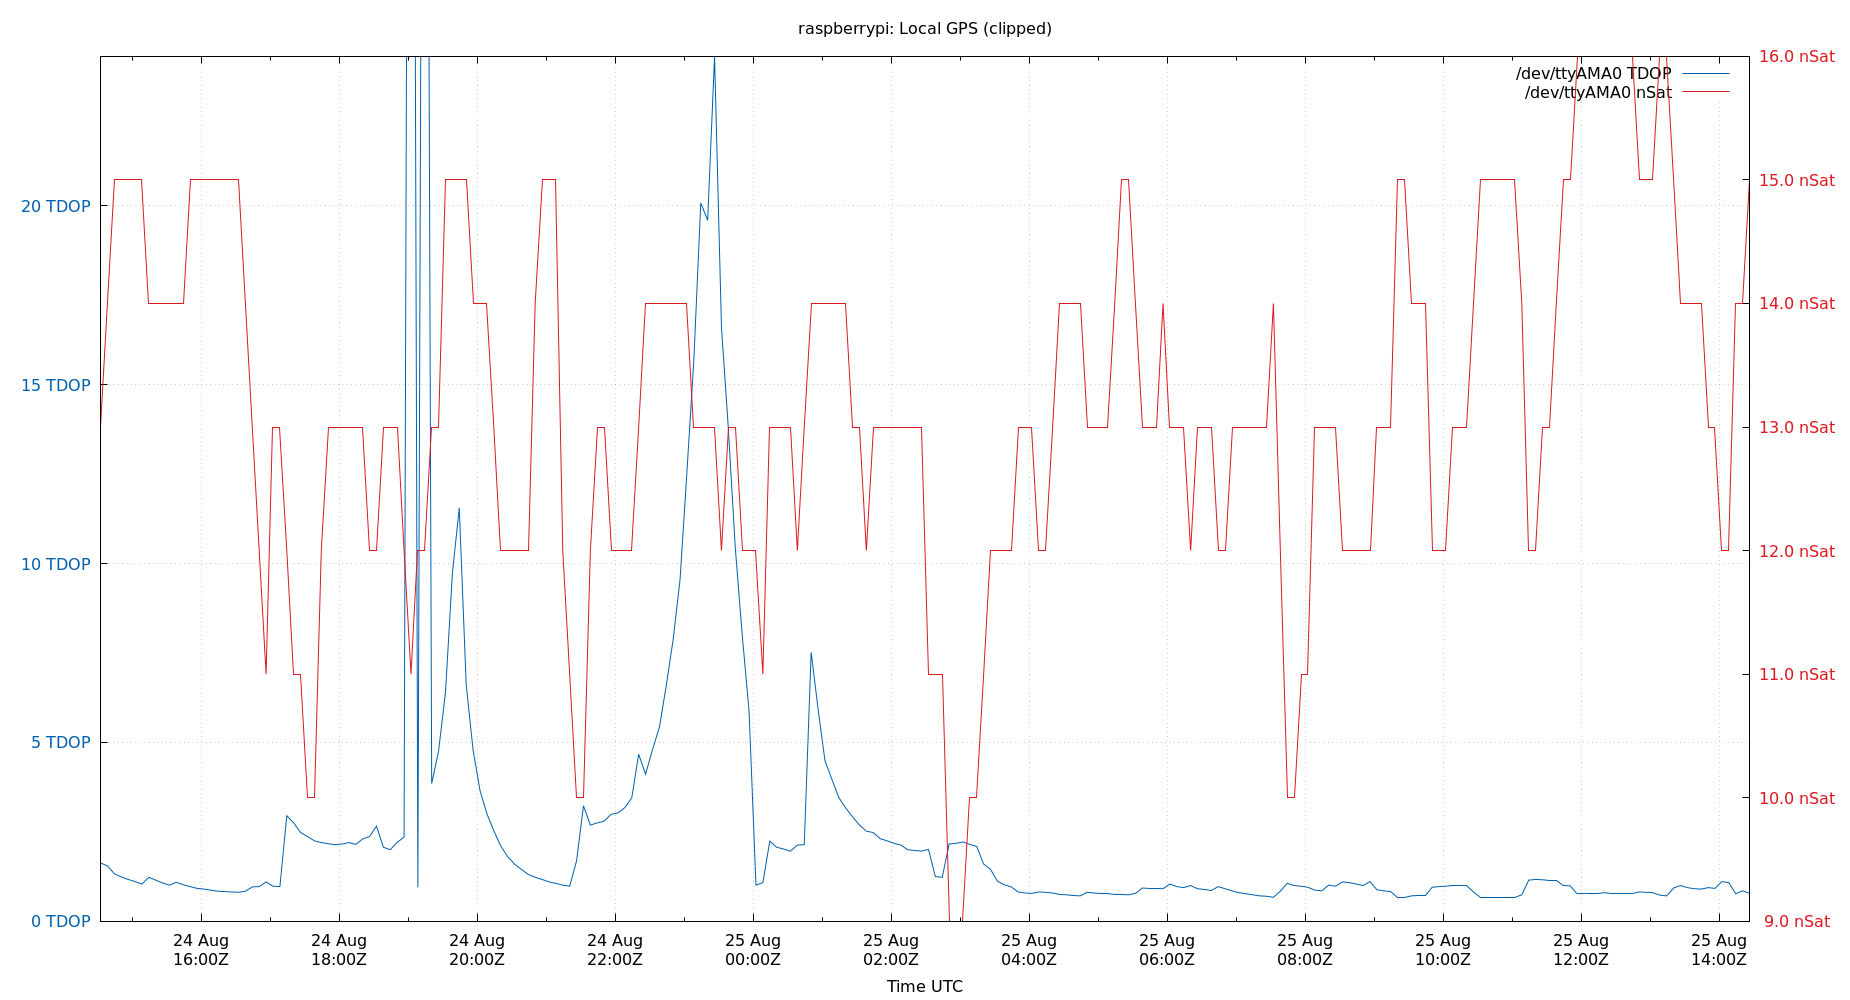 raspberrypi: Local GPS (clipped)
/dev/ttyAMA0 TDOP
/dev/ttyAMA0 nSat
20 TDOP
15 TDOP
10 TDOP
5 TDOP
0 TDOP
16.0 nSat
15.0 nSat
14.0 nSat
13.0 nSat
12.0 nSat
11.0 nSat
10.0 nSat
9.0 nSat
24 Aug
16:00Z
24 Aug
18:00Z
24 Aug
20:00Z
24 Aug
22:00Z
25 Aug
00:00Z
25 Aug
02:00Z
25 Aug
04:00Z
25 Aug
06:00Z
25 Aug
08:00Z
25 Aug
10:00Z
25 Aug
12:00Z
25 Aug
14:00Z
Time UTC